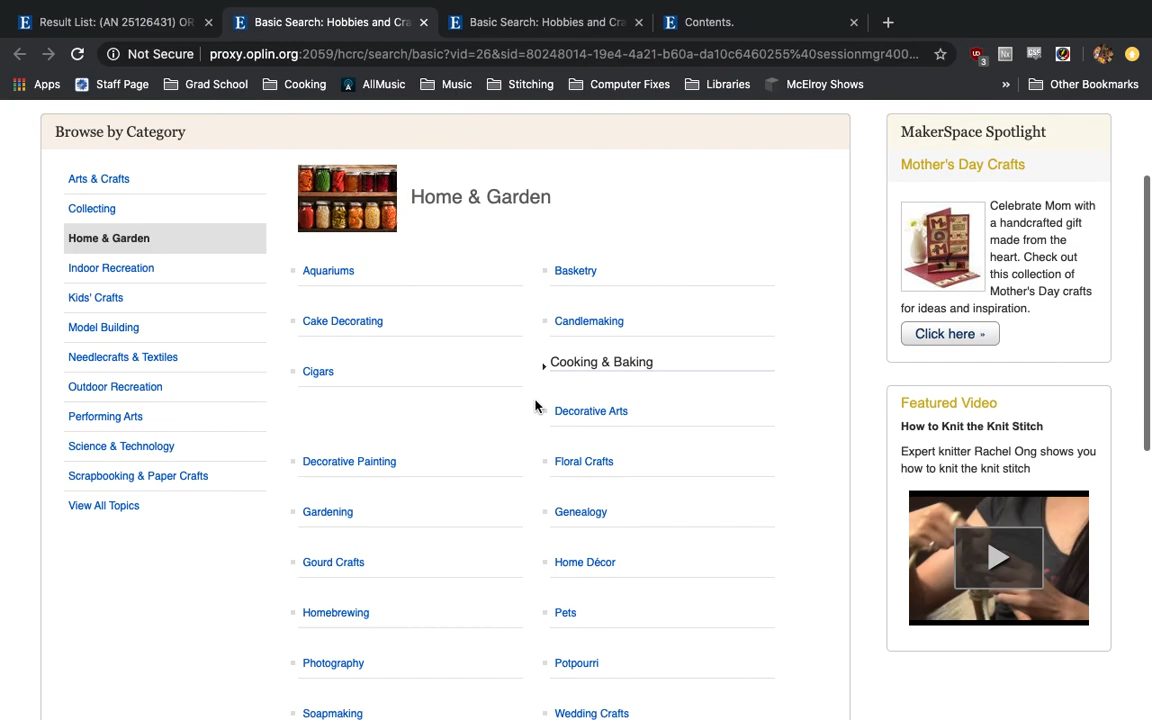 Result List: (AN 25126431) OR
Basic Search: Hobbies and Cra
Basic Search: Hobbies and Cra
Contents.
Not Secure
proxy.oplin.org:2059/hcrc/search/basic?vid=26&sid=80248014-19e4-4a21-b60a-da10c6460255%40sessionmgr400...
3
Apps
Staff Page
Grad School
Cooking
AllMusic
Music
Stitching
Computer Fixes
Libraries
McElroy Shows
»
Other Bookmarks
Browse by Category
Arts & Crafts
Collecting
Home & Garden
Indoor Recreation
Kids' Crafts
Model Building
Needlecrafts & Textiles
Outdoor Recreation
Performing Arts
Science & Technology
Scrapbooking & Paper Crafts
View All Topics
Home & Garden
Aquariums
Basketry
Cake Decorating
Candlemaking
Cigars
Cooking & Baking
Decorative Arts
Decorative Painting
Floral Crafts
Gardening
Genealogy
Gourd Crafts
Home Décor
Homebrewing
Pets
Photography
Potpourri
Soapmaking
Wedding Crafts
MakerSpace Spotlight
Mother's Day Crafts
MOM
Celebrate Mom with
a handcrafted gift
made from the
heart. Check out
this collection of
Mother's Day crafts
for ideas and inspiration.
Click here »
Featured Video
How to Knit the Knit Stitch
Expert knitter Rachel Ong shows you
how to knit the knit stitch